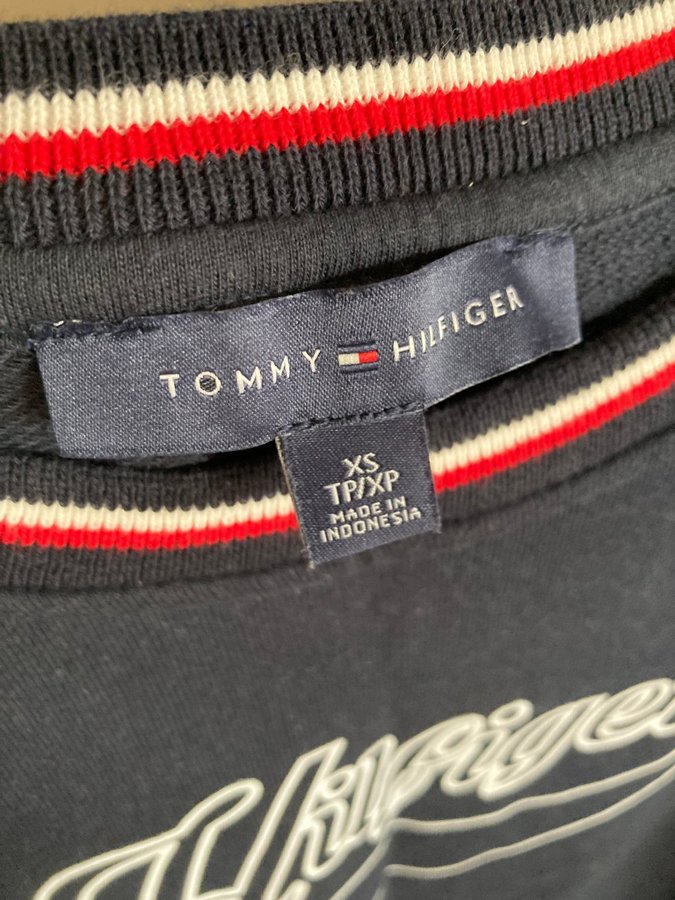 TOMMY HILFIGER
XS
TP/XP
MADE IN
INDONESIA
Hilfiger